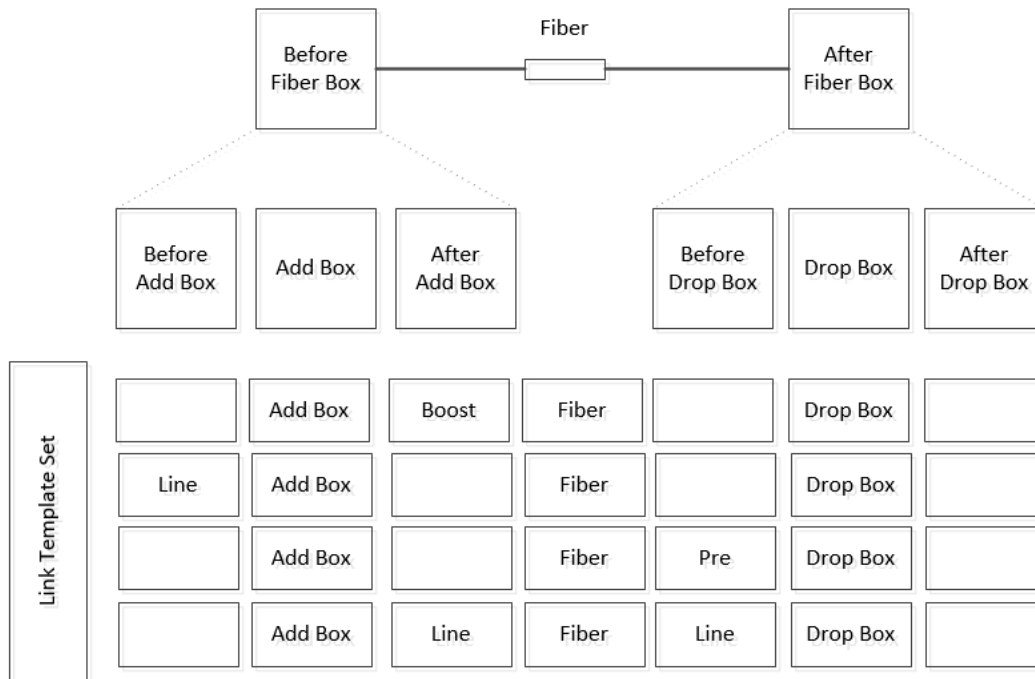 Fiber
Before
Fiber Box
After
Fiber Box
Before
Add Box
Add Box
After
Add Box
Before
Drop Box
Drop Box
After
Drop Box
Link Template Set
Add Box Boost Fiber Drop Box
Line Add Box Fiber Drop Box
Add Box Fiber Pre Drop Box
Add Box Line Fiber Line Drop Box